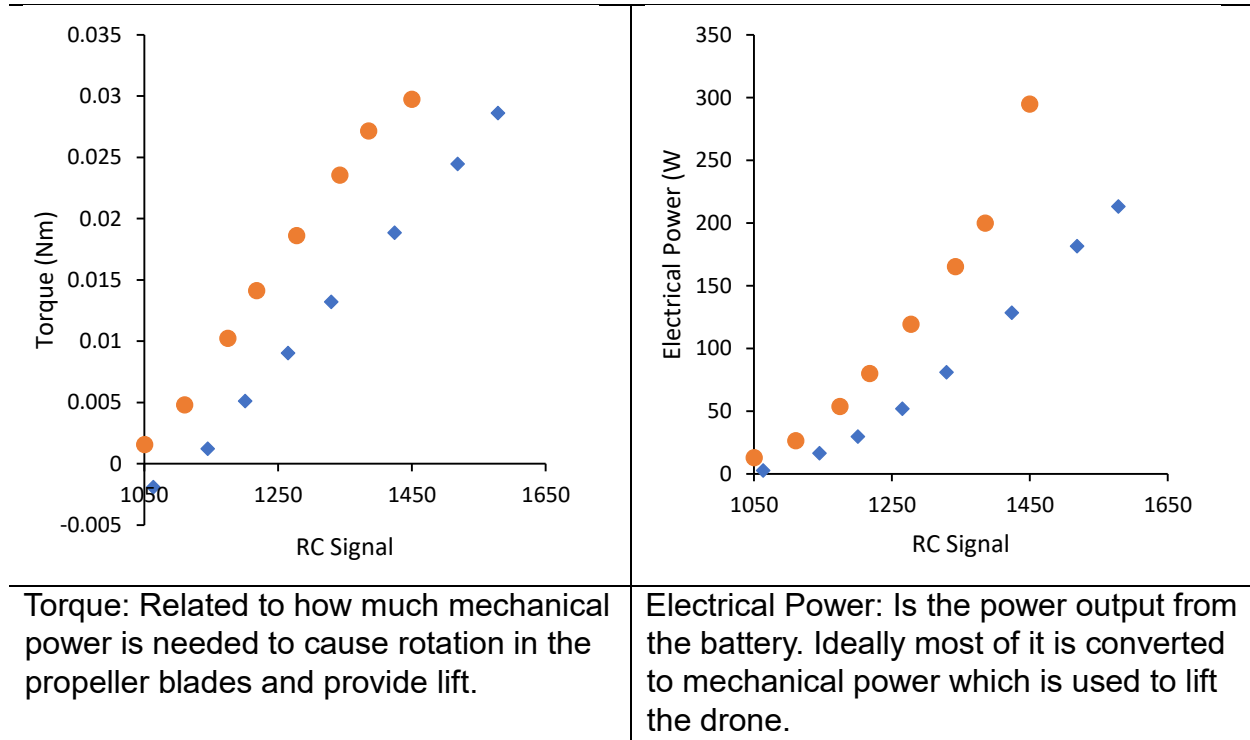 0.035
0.03
0.025
0.02
0.015
0.01
0.005
0
-0.005
Torque (Nm)
1050 1250 1450 1650
RC Signal
350
300
250
200
150
100
50
0
Electrical Power (W
1050 1250 1450 1650
RC Signal
Torque: Related to how much mechanical
power is needed to cause rotation in the
propeller blades and provide lift.
Electrical Power: Is the power output from
the battery. Ideally most of it is converted
to mechanical power which is used to lift
the drone.